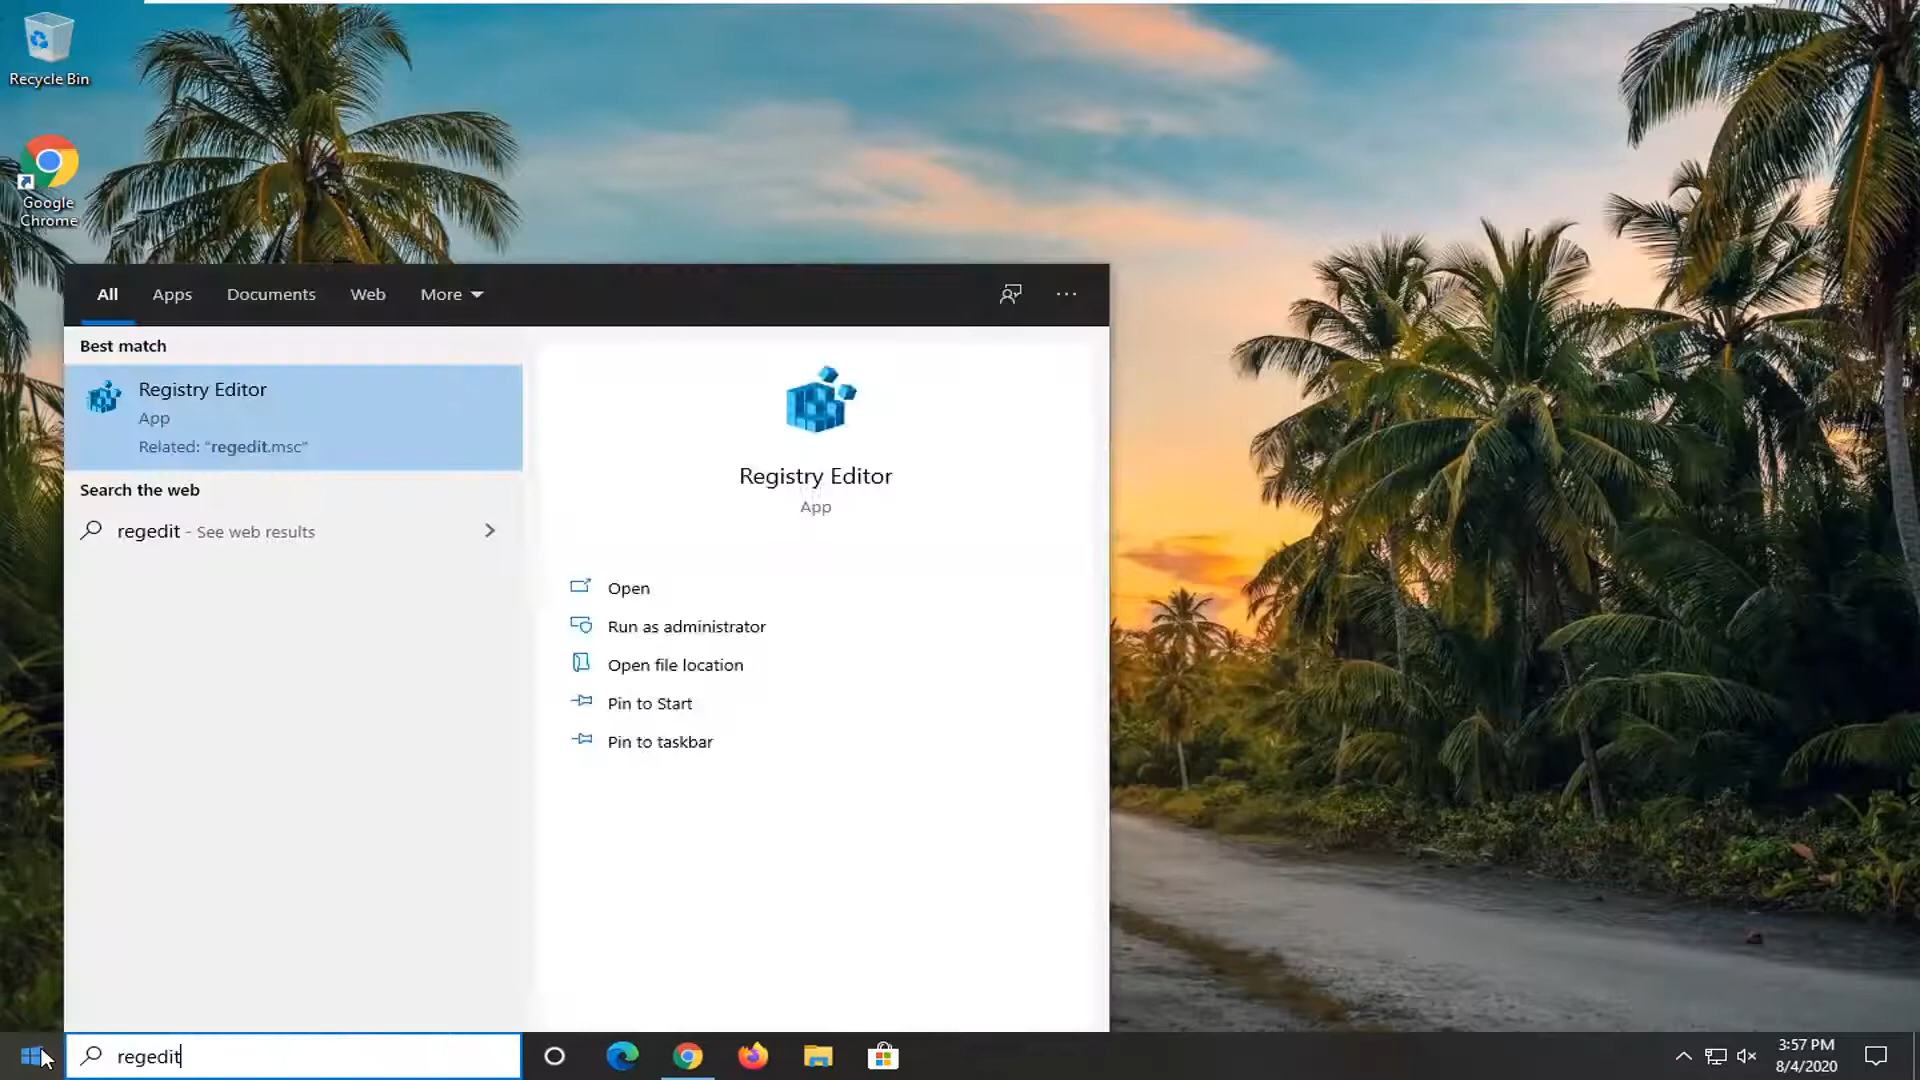 Recycle Bin
Google
Chrome
All
Apps
Documents
Web
More
Best match
Registry Editor
App
Related: "regedit.msc"
Search the web
regedit - See web results
Registry Editor
App
Open
Run as administrator
Open file location
Pin to Start
Pin to taskbar
regedit
3:57 PM
8/4/2020